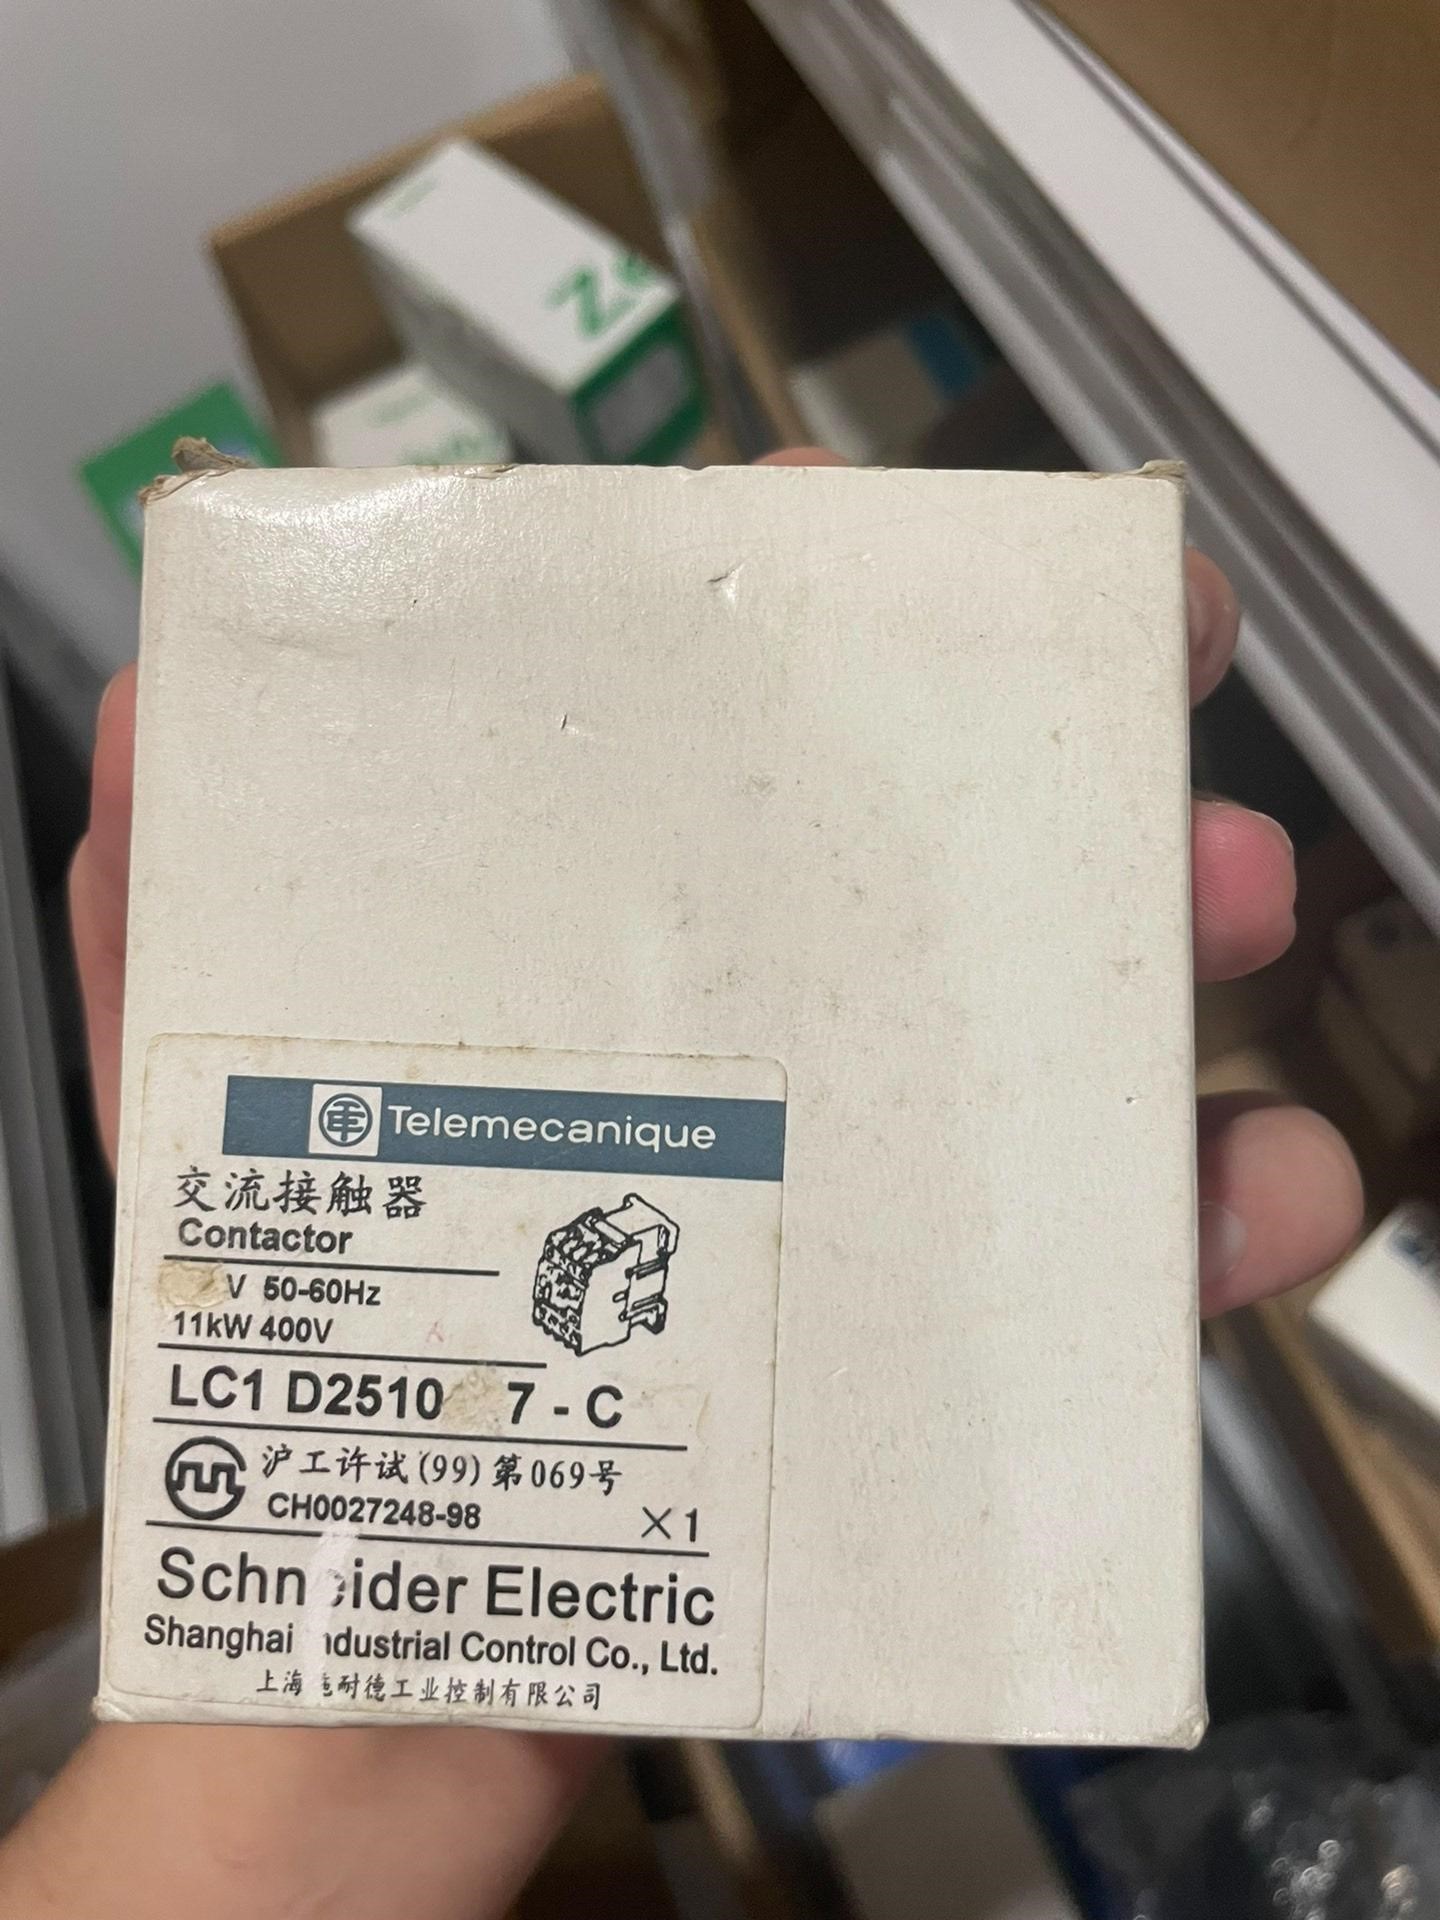 Telemecanique
交流接触器
Contactor
V 50-60Hz
11kW 400V
LC1 D2510 7 - C
沪工许试(99)第069号
CH0027248-98
×1
Schneider Electric
Shanghai Industrial Control Co., Ltd.
上海施耐德工业控制有限公司